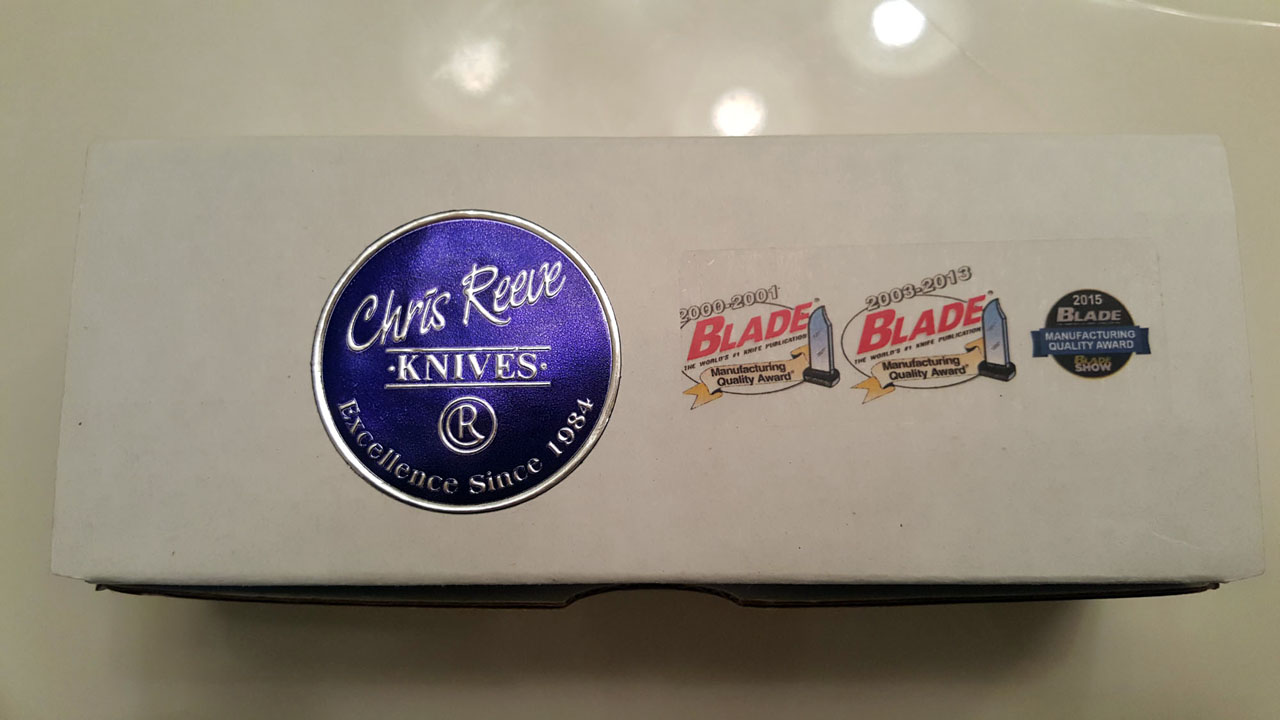 Chris Reeve
·KNIVES·
CR
Excellence Since 1984
2000-2001
BLADE®
THE WORLD'S #1 KNIFE PUBLICATION
Manufacturing
Quality Award
2003-2013
BLADE®
THE WORLD'S #1 KNIFE PUBLICATION
Manufacturing
Quality Award
2015
BLADE
MANUFACTURING
QUALITY AWARD
BLADE
SHOW